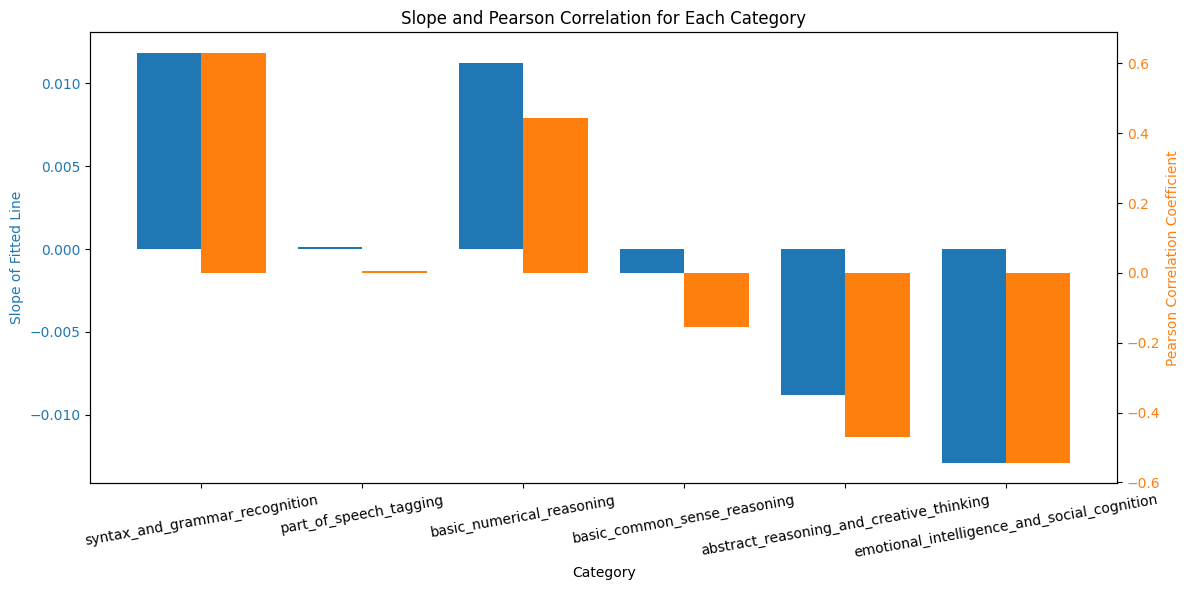 Slope and Pearson Correlation for Each Category
0.010
0.005
0.000
−0.005
−0.010
Slope of Fitted Line
0.6
0.4
0.2
0.0
−0.2
−0.4
−0.6
Pearson Correlation Coefficient
syntax_and_grammar_recognition
part_of_speech_tagging
basic_numerical_reasoning
basic_common_sense_reasoning
abstract_reasoning_and_creative_thinking
emotional_intelligence_and_social_cognition
Category